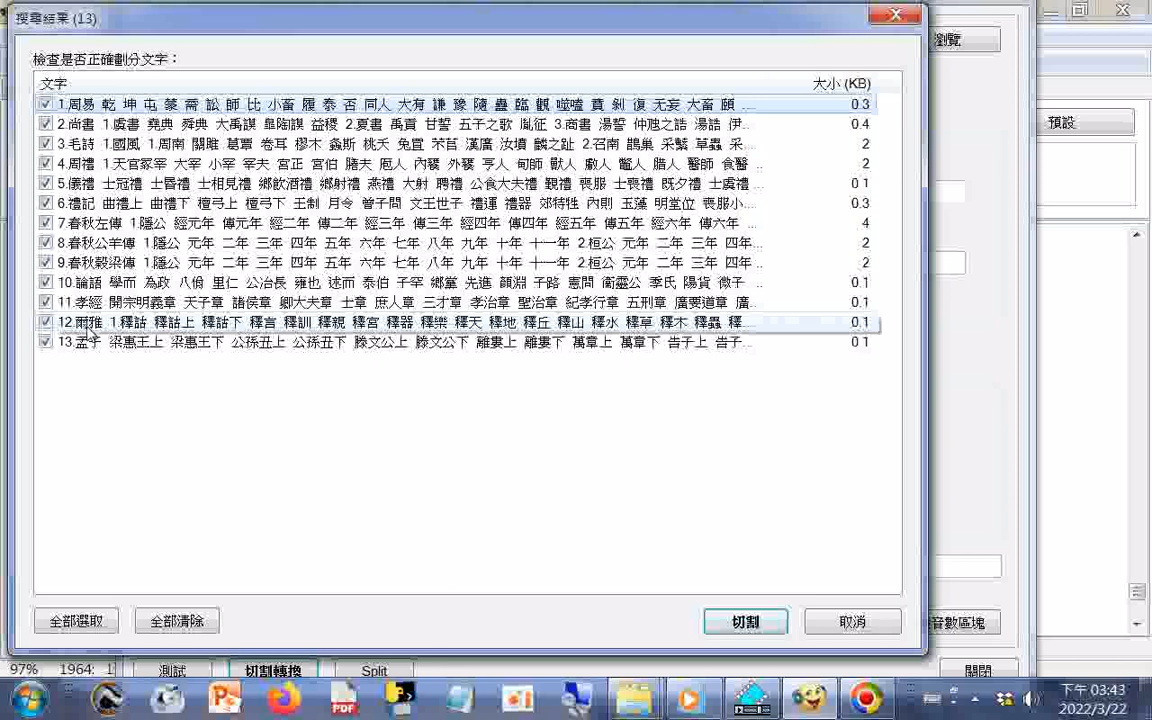 搜尋結果 (13)
瀏覽
檢查是否正確劃分文字：
文字 大小 (KB)
1.周易 乾 坤 屯 蒙 需 訟 師 比 小畜 履 泰 否 同人 大有 謙 豫 隨 蠱 臨 觀 噬嗑 賁 剝 復 无妄 大畜 頤 ... 0.3
2.尚書 1.虞書 堯典 舜典 大禹謨 皐陶謨 益稷 2.夏書 禹貢 甘誓 五子之歌 胤征 3.商書 湯誓 仲虺之誥 湯誥 伊... 0.4
3.毛詩 1.國風 1.周南 關雎 葛覃 卷耳 樛木 螽斯 桃夭 兔罝 芣苢 漢廣 汝墳 麟之趾 2.召南 鵲巢 采蘩 草蟲 采... 2
4.周禮 1.天官冢宰 大宰 小宰 宰夫 宮正 宮伯 膳夫 庖人 內饔 外饔 亨人 甸師 獸人 䱷人 鱉人 腊人 醫師 食醫 ... 2
5.儀禮 士冠禮 士昏禮 士相見禮 鄉飲酒禮 鄉射禮 燕禮 大射 聘禮 公食大夫禮 覲禮 喪服 士喪禮 既夕禮 士虞禮 ... 0.1
6.禮記 曲禮上 曲禮下 檀弓上 檀弓下 王制 月令 曾子問 文王世子 禮運 禮器 郊特牲 內則 玉藻 明堂位 喪服小... 0.3
7.春秋左傳 1.隱公 經元年 傳元年 經二年 傳二年 經三年 傳三年 經四年 傳四年 經五年 傳五年 經六年 傳六年... 4
8.春秋公羊傳 1.隱公 元年 二年 三年 四年 五年 六年 七年 八年 九年 十年 十一年 2.桓公 元年 二年 三年 四年... 2
9.春秋穀梁傳 1.隱公 元年 二年 三年 四年 五年 六年 七年 八年 九年 十年 十一年 2.桓公 元年 二年 三年 四年... 2
10.論語 學而 為政 八佾 里仁 公冶長 雍也 述而 泰伯 子罕 鄉黨 先進 顏淵 子路 憲問 衛靈公 季氏 陽貨 微子 ... 0.1
11.孝經 開宗明義章 天子章 諸侯章 卿大夫章 士章 庶人章 三才章 孝治章 聖治章 紀孝行章 五刑章 廣要道章 廣... 0.1
12.爾雅 1.釋詁 釋詁上 釋詁下 釋言 釋訓 釋親 釋宮 釋器 釋樂 釋天 釋地 釋丘 釋山 釋水 釋草 釋木 釋蟲 釋... 0.1
13.孟子 梁惠王上 梁惠王下 公孫丑上 公孫丑下 滕文公上 滕文公下 離婁上 離婁下 萬章上 萬章下 告子上 告子... 0.1
預設
全部選取 全部清除 切割 取消
音數區塊
97% 1964:
測試 切割轉換 Split 關閉
PDF
下午 03:43
2022/3/22